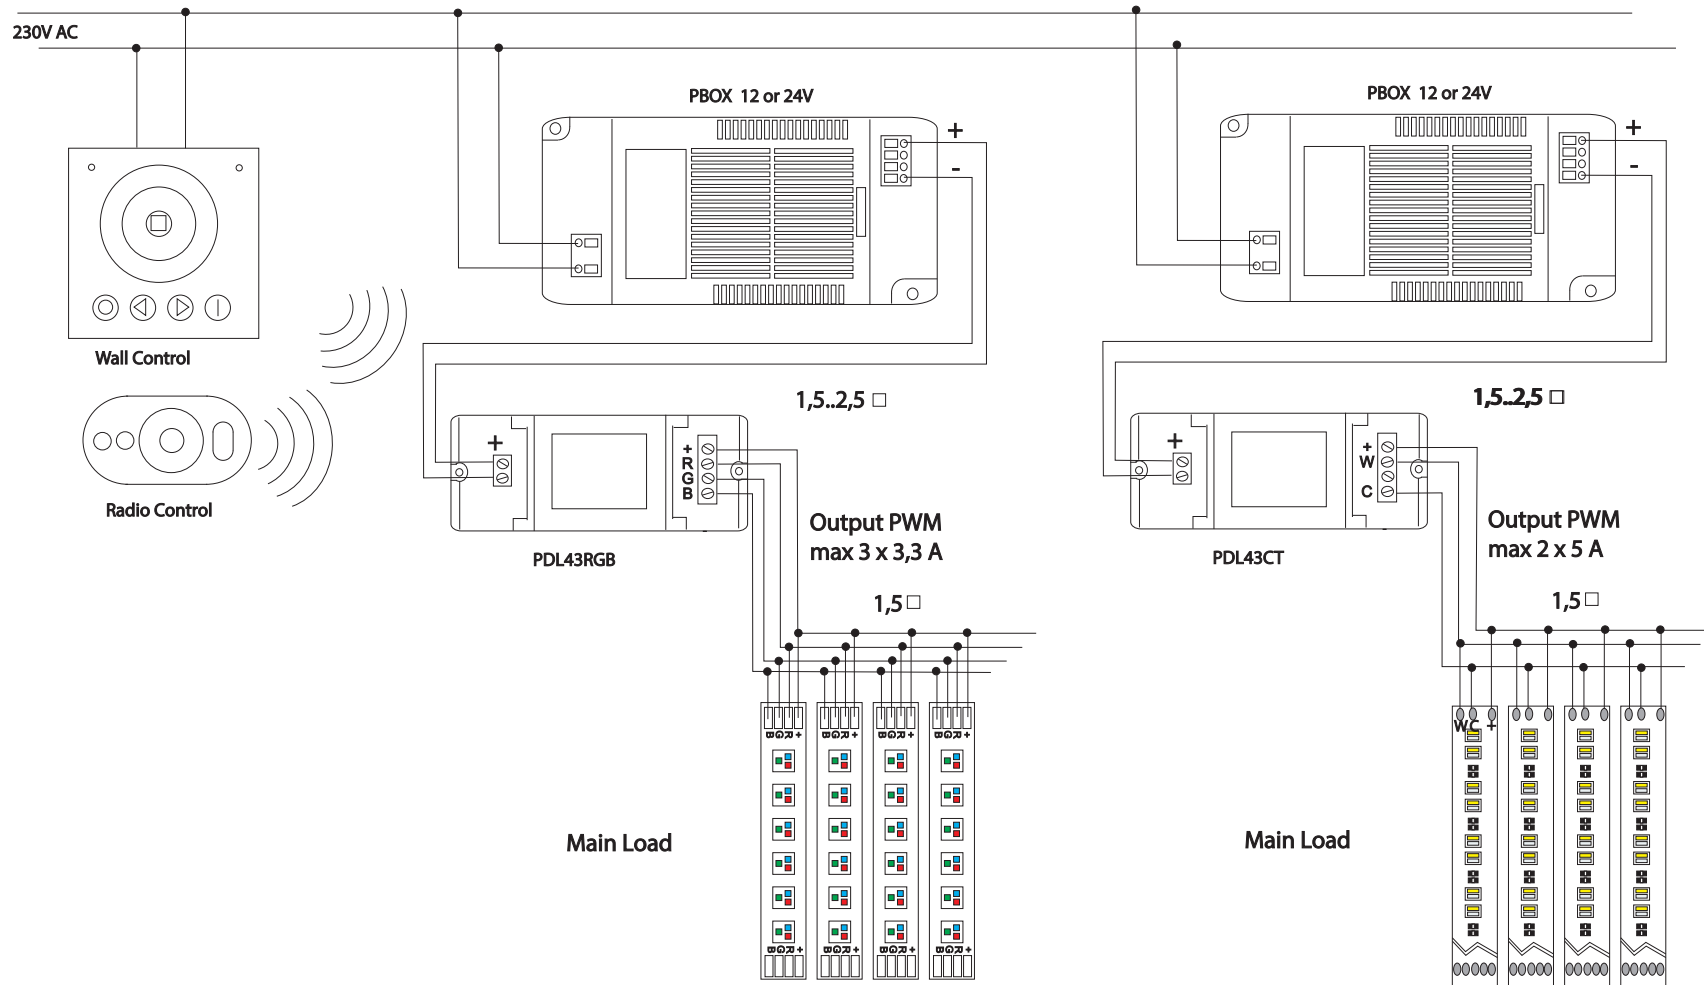 230V AC
PBOX 12 or 24V
+
-
PBOX 12 or 24V
+
-
Wall Control
Radio Control
1,5..2,5 □
+
+
R
G
B
PDL43RGB
Output PWM
max 3 x 3,3 A
1,5 □
B G R +
B G R +
B G R +
B G R +
Main Load
B G R +
B G R +
B G R +
B G R +
1,5..2,5 □
+
+
W
C
PDL43CT
Output PWM
max 2 x 5 A
1,5 □
WC +
Main Load